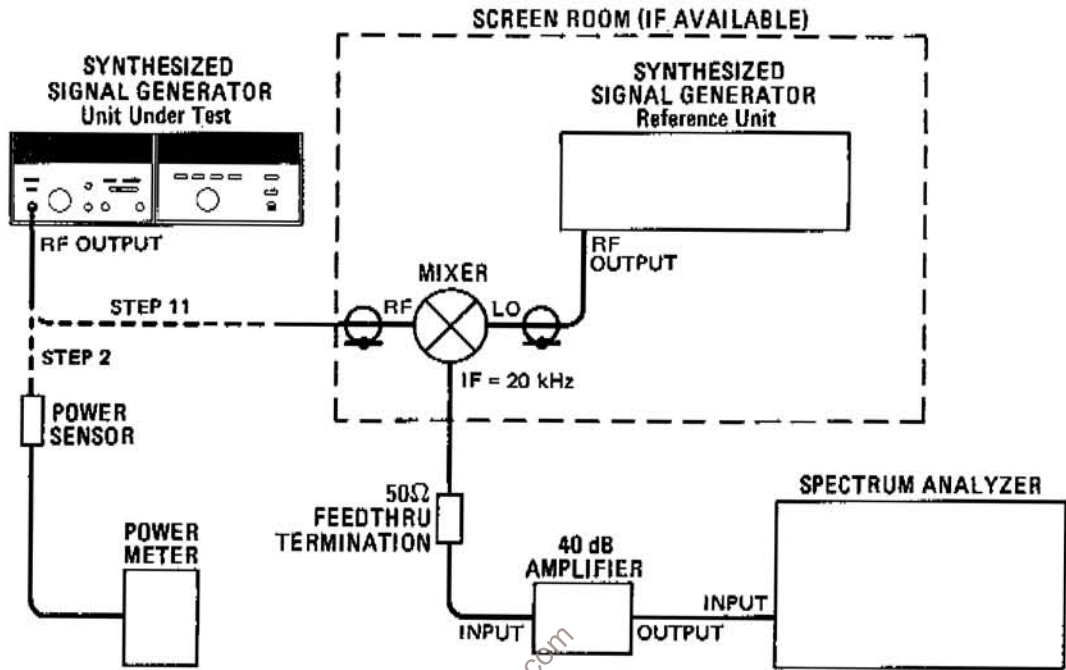 SCREEN ROOM (IF AVAILABLE)
SYNTHESIZED
SIGNAL GENERATOR
Unit Under Test
SYNTHESIZED
SIGNAL GENERATOR
Reference Unit
RF OUTPUT
RF
OUTPUT
MIXER
STEP 11
RF
LO
STEP 2
IF = 20 kHz
POWER
SENSOR
50Ω
FEEDTHRU
TERMINATION
SPECTRUM ANALYZER
POWER
METER
40 dB
AMPLIFIER
INPUT
INPUT
OUTPUT
.com